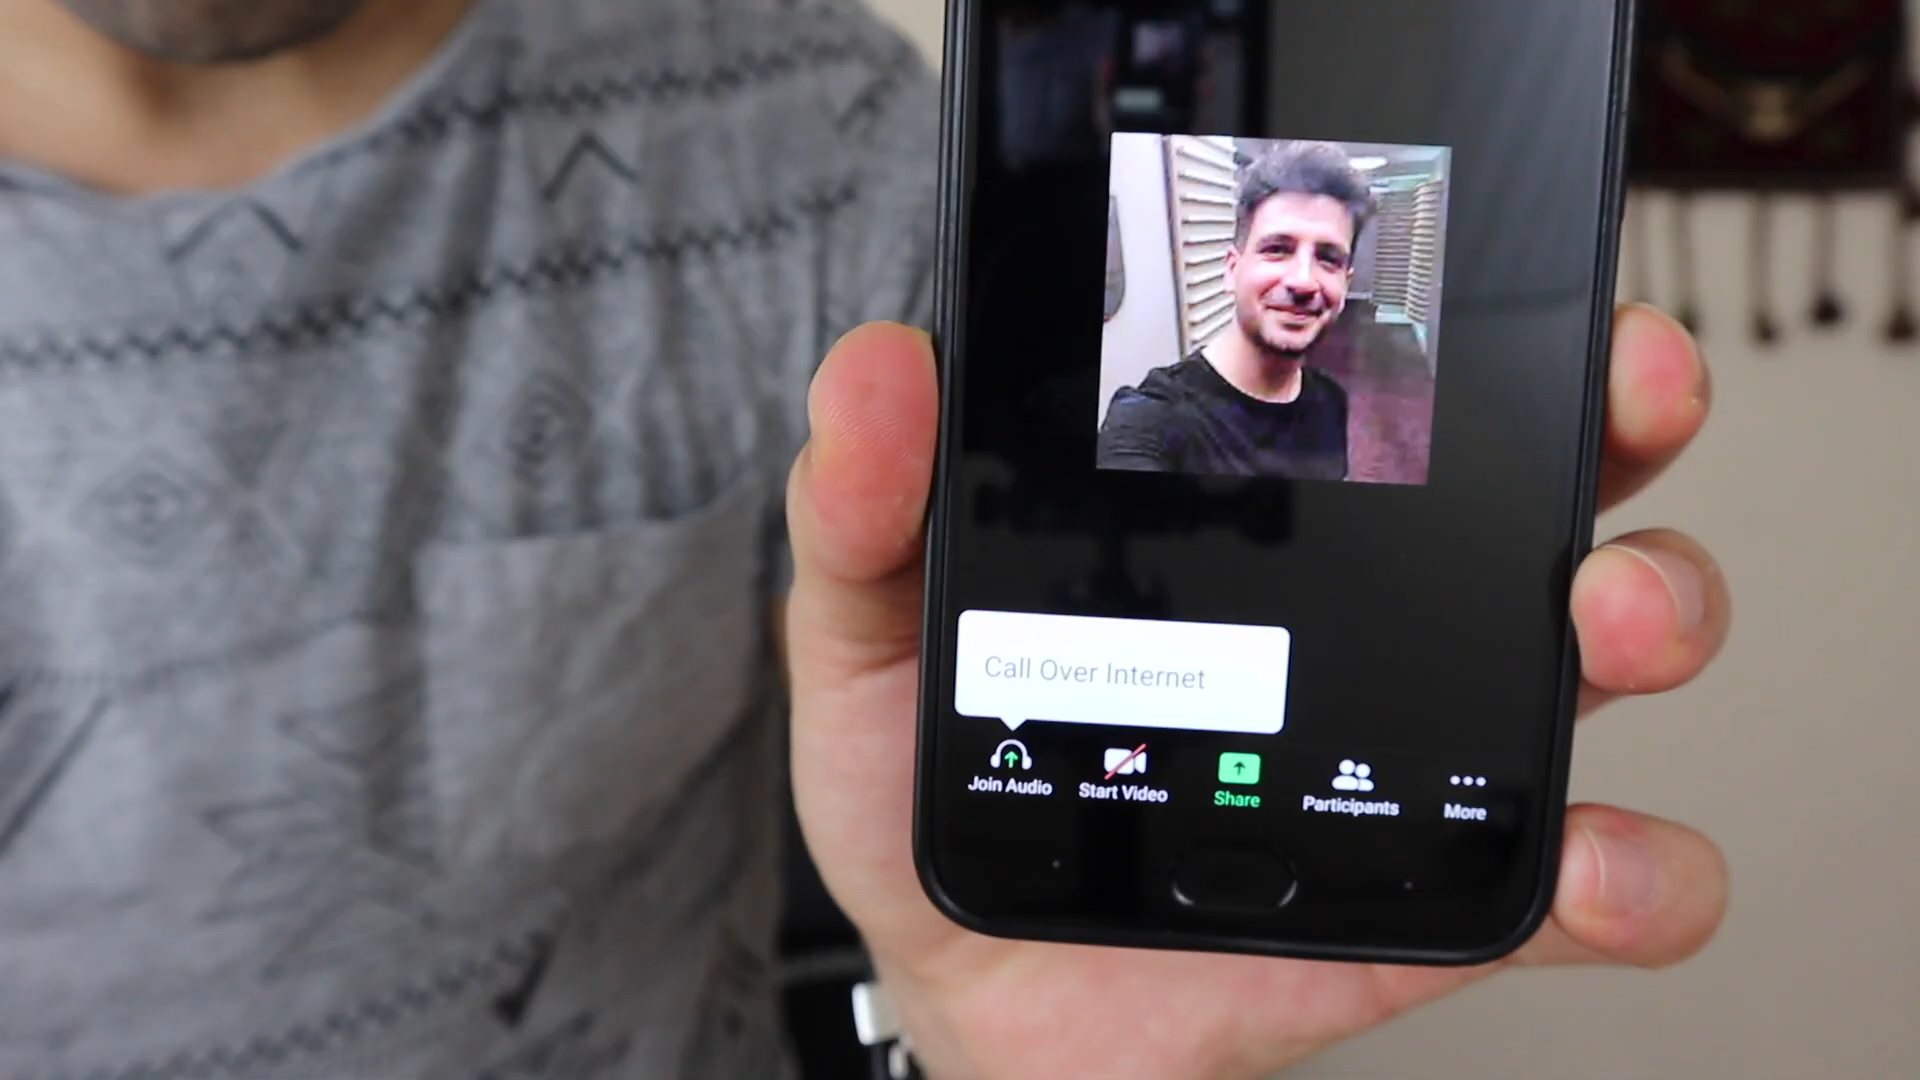 Call Over Internet
Join Audio
Start Video
Share
Participants
More